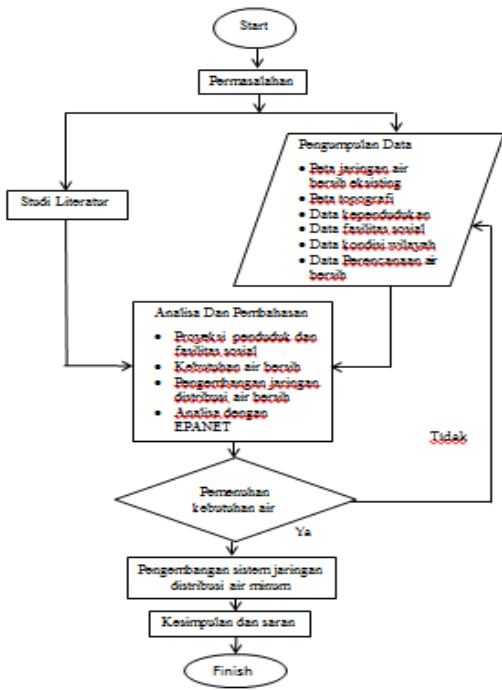 Start
Permasalahan
Pengumpulan Data
• Peta jaringan air
bersih eksisting
• Peta topografi
• Data kependudukan
• Data fasilitas sosial
• Data kondisi wilayah
• Data Perencanaan air
bersih
Studi Literatur
Analisa Dan Pembahasan
• Proyeksi penduduk dan
fasilitas sosial
• Kebutuhan air bersih
• Pengembangan jaringan
distribusi air bersih
• Analisa dengan
EPANET
Tidak
Pemenuhan
kebutuhan air
Ya
Pengembangan sistem jaringan
distribusi air minum
Kesimpulan dan saran
Finish